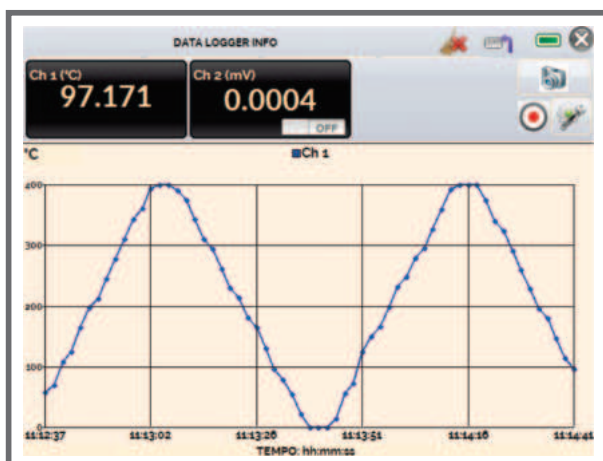 DATA LOGGER INFO
Ch 1 (°C)
97.171
Ch 2 (mV)
0.0004
OFF
°C
Ch 1
400
300
200
100
0
11:12:37
11:13:02
11:13:26
11:13:51
11:14:16
11:14:41
TEMPO: hh:mm:ss